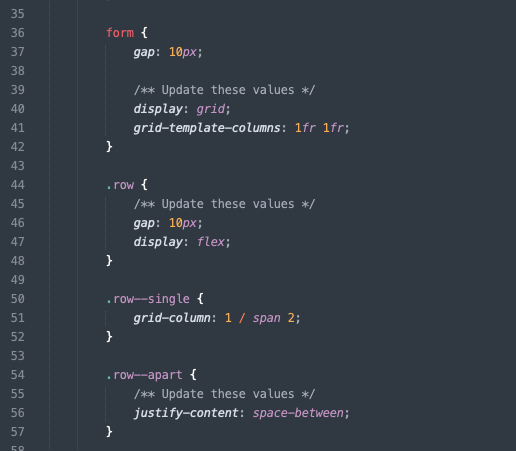 35
36 form {
37 gap: 10px;
38
39 /** Update these values */
40 display: grid;
41 grid-template-columns: 1fr 1fr;
42 }
43
44 .row {
45 /** Update these values */
46 gap: 10px;
47 display: flex;
48 }
49
50 .row--single {
51 grid-column: 1 / span 2;
52 }
53
54 .row--apart {
55 /** Update these values */
56 justify-content: space-between;
57 }
58